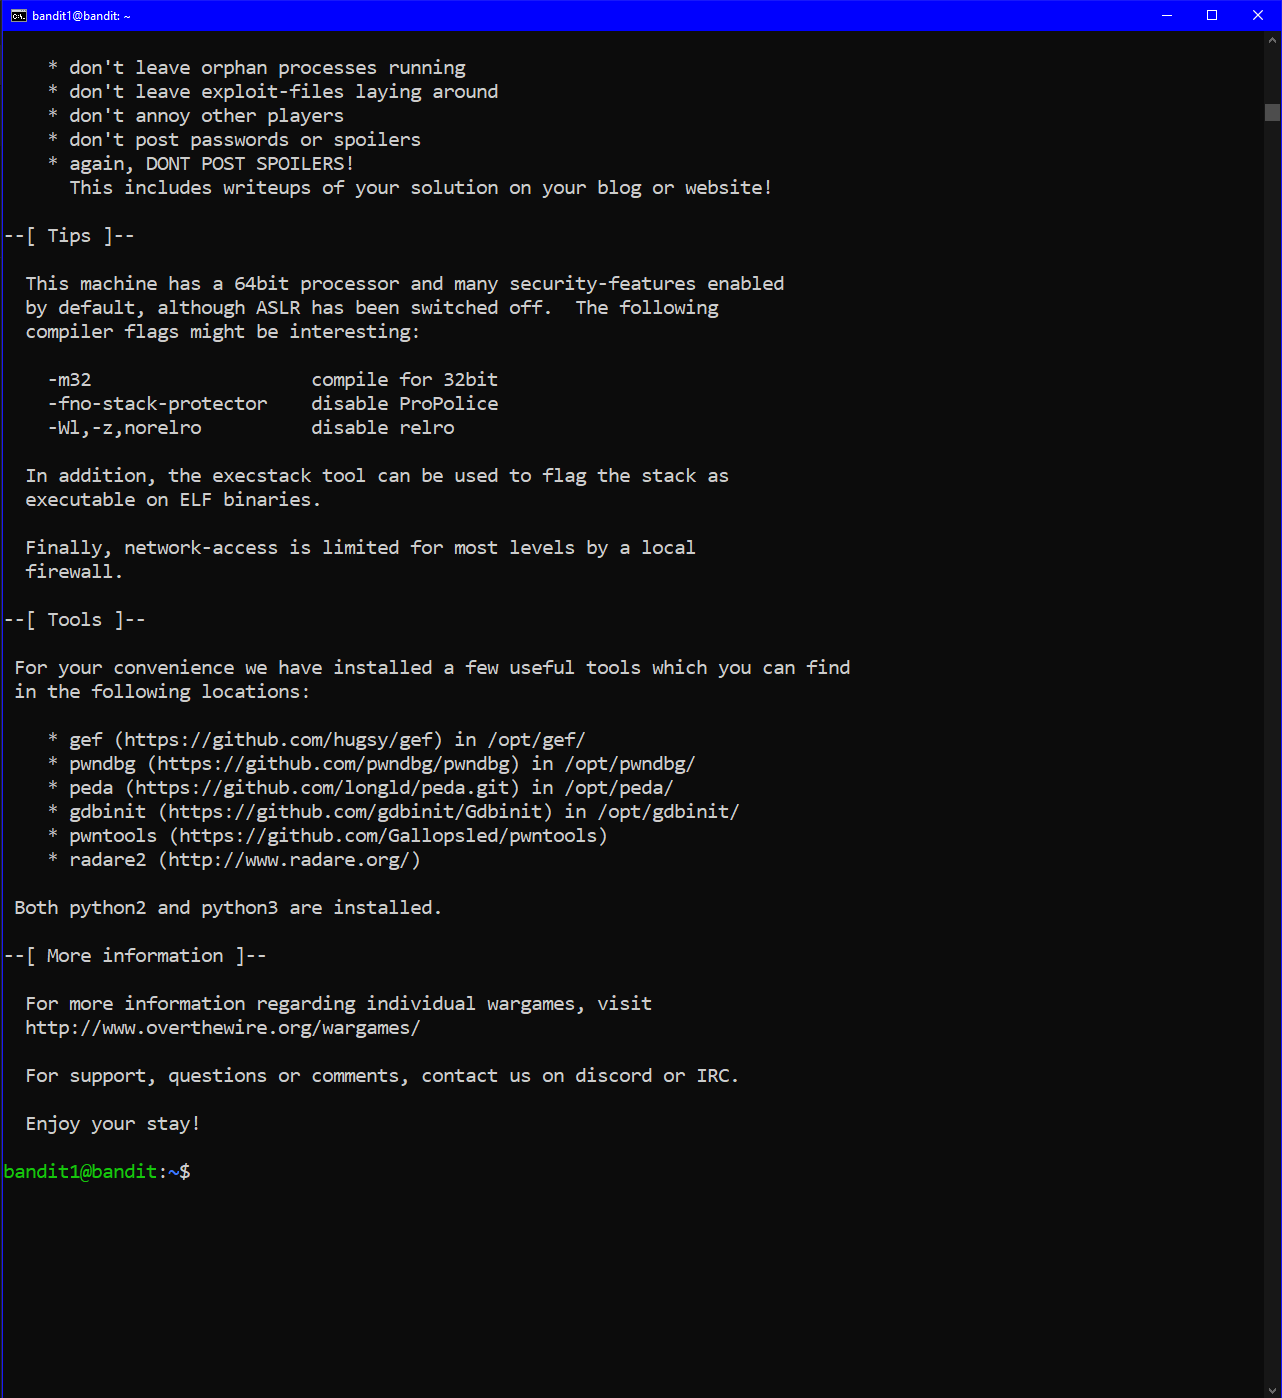 bandit1@bandit: ~
* don't leave orphan processes running
* don't leave exploit-files laying around
* don't annoy other players
* don't post passwords or spoilers
* again, DONT POST SPOILERS!
This includes writeups of your solution on your blog or website!
--[ Tips ]--
This machine has a 64bit processor and many security-features enabled
by default, although ASLR has been switched off.  The following
compiler flags might be interesting:
-m32                    compile for 32bit
-fno-stack-protector    disable ProPolice
-Wl,-z,norelro          disable relro
In addition, the execstack tool can be used to flag the stack as
executable on ELF binaries.
Finally, network-access is limited for most levels by a local
firewall.
--[ Tools ]--
For your convenience we have installed a few useful tools which you can find
in the following locations:
* gef (https://github.com/hugsy/gef) in /opt/gef/
* pwndbg (https://github.com/pwndbg/pwndbg) in /opt/pwndbg/
* peda (https://github.com/longld/peda.git) in /opt/peda/
* gdbinit (https://github.com/gdbinit/Gdbinit) in /opt/gdbinit/
* pwntools (https://github.com/Gallopsled/pwntools)
* radare2 (http://www.radare.org/)
Both python2 and python3 are installed.
--[ More information ]--
For more information regarding individual wargames, visit
http://www.overthewire.org/wargames/
For support, questions or comments, contact us on discord or IRC.
Enjoy your stay!
bandit1@bandit:~$